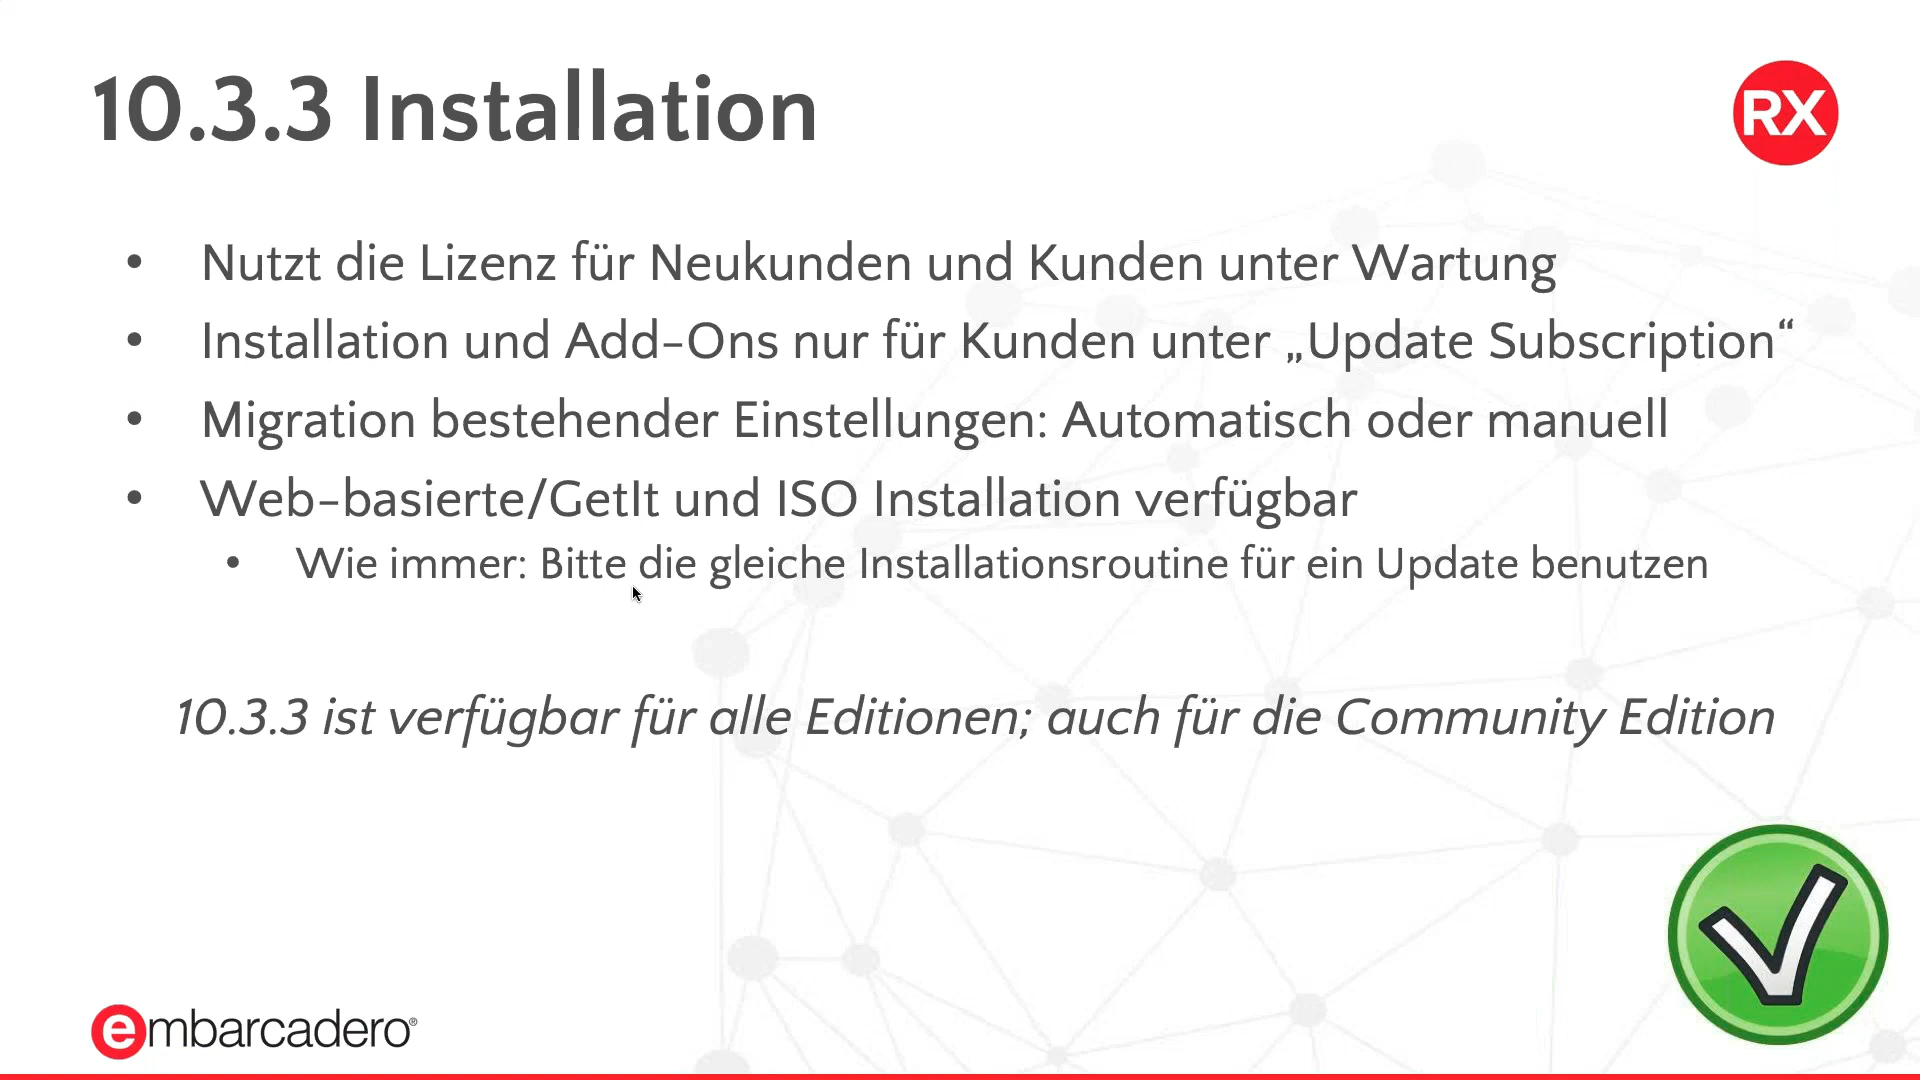 10.3.3 Installation
RX
• Nutzt die Lizenz für Neukunden und Kunden unter Wartung
• Installation und Add-Ons nur für Kunden unter „Update Subscription“
• Migration bestehender Einstellungen: Automatisch oder manuell
• Web-basierte/GetIt und ISO Installation verfügbar
• Wie immer: Bitte die gleiche Installationsroutine für ein Update benutzen
10.3.3 ist verfügbar für alle Editionen; auch für die Community Edition
embarcadero®